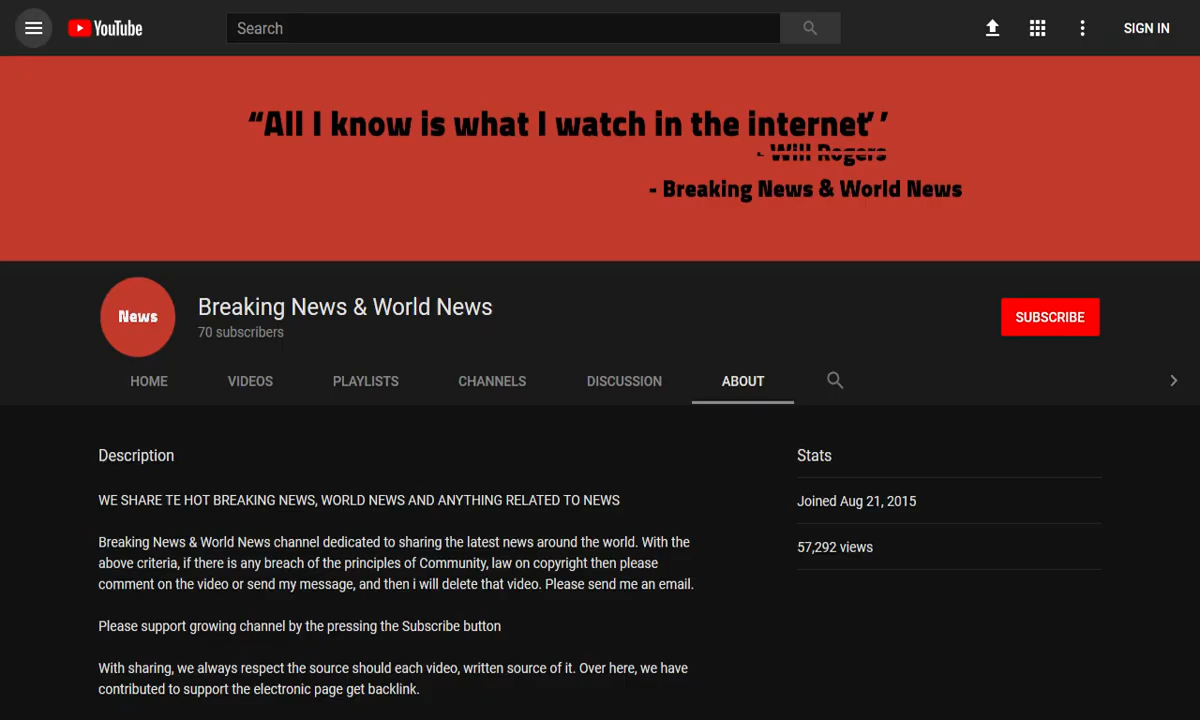 YouTube
Search
SIGN IN
“All I know is what I watch in the internet’’
- Will Rogers
- Breaking News & World News
News
Breaking News & World News
70 subscribers
SUBSCRIBE
HOME VIDEOS PLAYLISTS CHANNELS DISCUSSION ABOUT
Description
WE SHARE TE HOT BREAKING NEWS, WORLD NEWS AND ANYTHING RELATED TO NEWS
Breaking News & World News channel dedicated to sharing the latest news around the world. With the
above criteria, if there is any breach of the principles of Community, law on copyright then please
comment on the video or send my message, and then i will delete that video. Please send me an email.
Please support growing channel by the pressing the Subscribe button
With sharing, we always respect the source should each video, written source of it. Over here, we have
contributed to support the electronic page get backlink.
Stats
Joined Aug 21, 2015
57,292 views